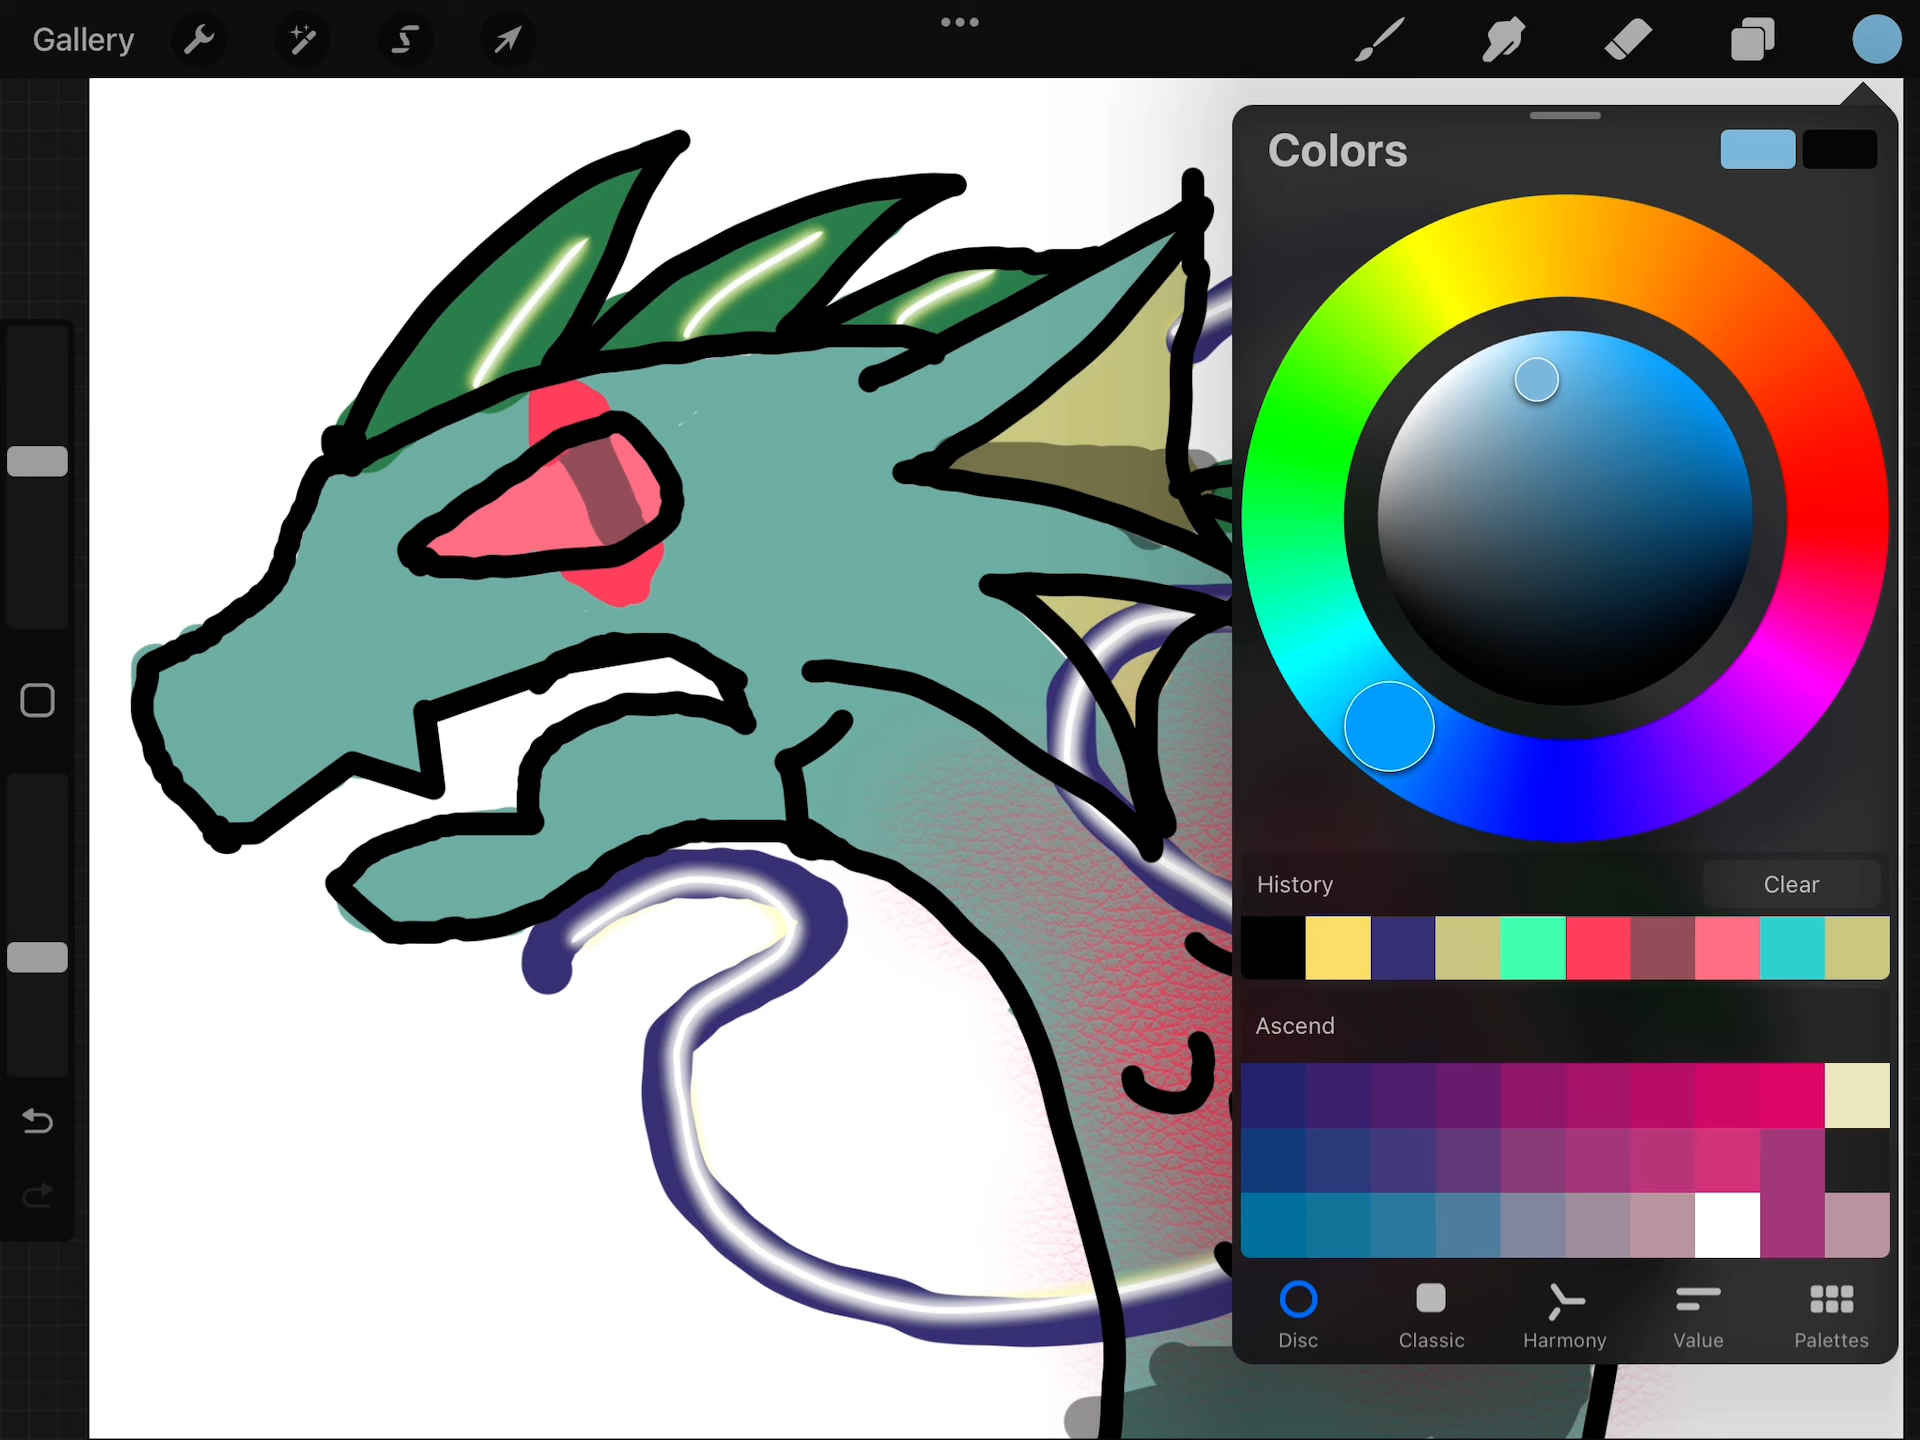 Gallery
Colors
History
Clear
Ascend
Disc
Classic
Harmony
Value
Palettes